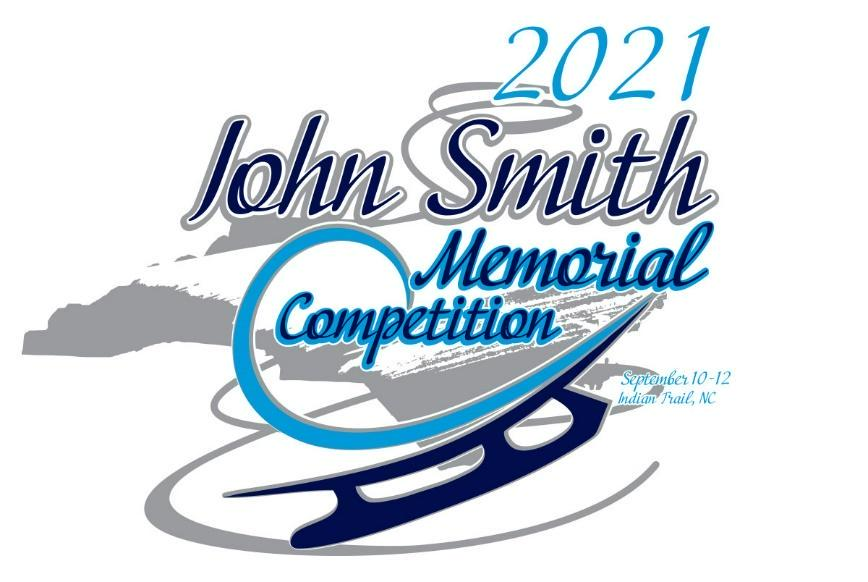 2021
John Smith
Memorial
Competition
September 10-12
Indian Trail, NC